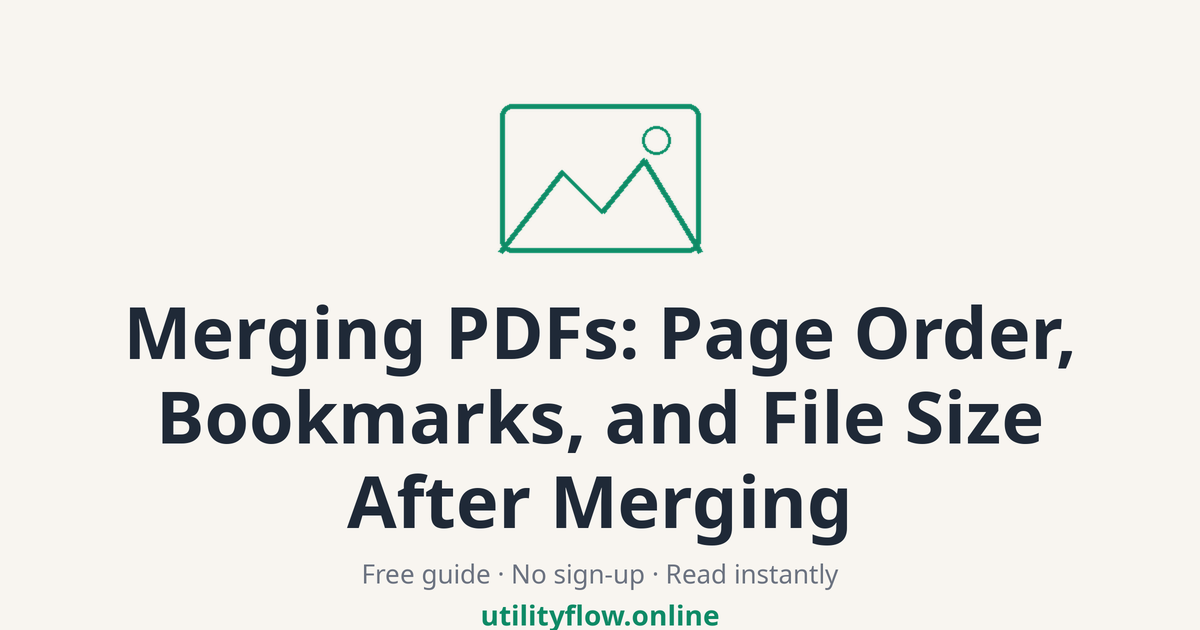 Merging PDFs: Page Order,
Bookmarks, and File Size
After Merging
Free guide · No sign-up · Read instantly
utilityflow.online